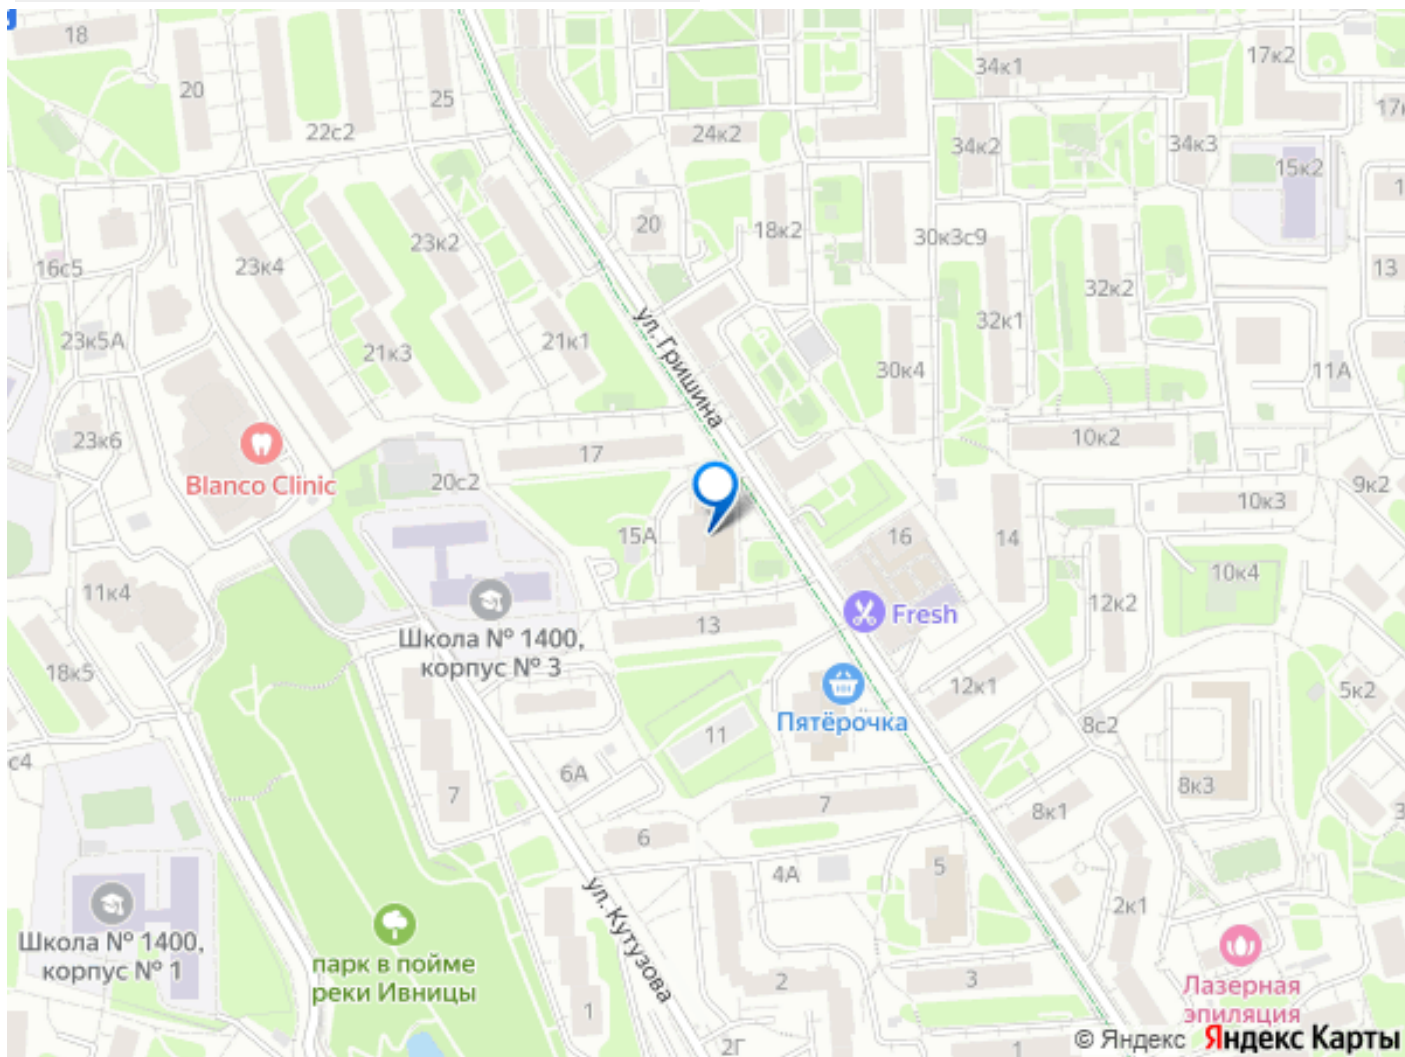 18
20
25
22с2
24к2
34к1
17к2
34к2
34к3
15к2
1
20
18к2
30к3с9
13
23к2
23к4
16с5
32к2
32к1
23к5А
21к3
21к1
ул. Гришина
30к4
11А
23к6
Blanco Clinic
17
10к2
20с2
10к3
9к2
15А
16
14
10к4
11к4
12к2
Школа № 1400,
корпус № 3
13
Fresh
18к5
12к1
5к2
Пятёрочка
11
8с2
с4
6А
7
7
8к1
8к3
6
4А
5
2к1
ул. Кутузова
Школа № 1400,
корпус № 1
парк в пойме
реки Ивницы
1
2
3
Лазерная
эпиляция
2Г
1
© Яндекс Яндекс Карты